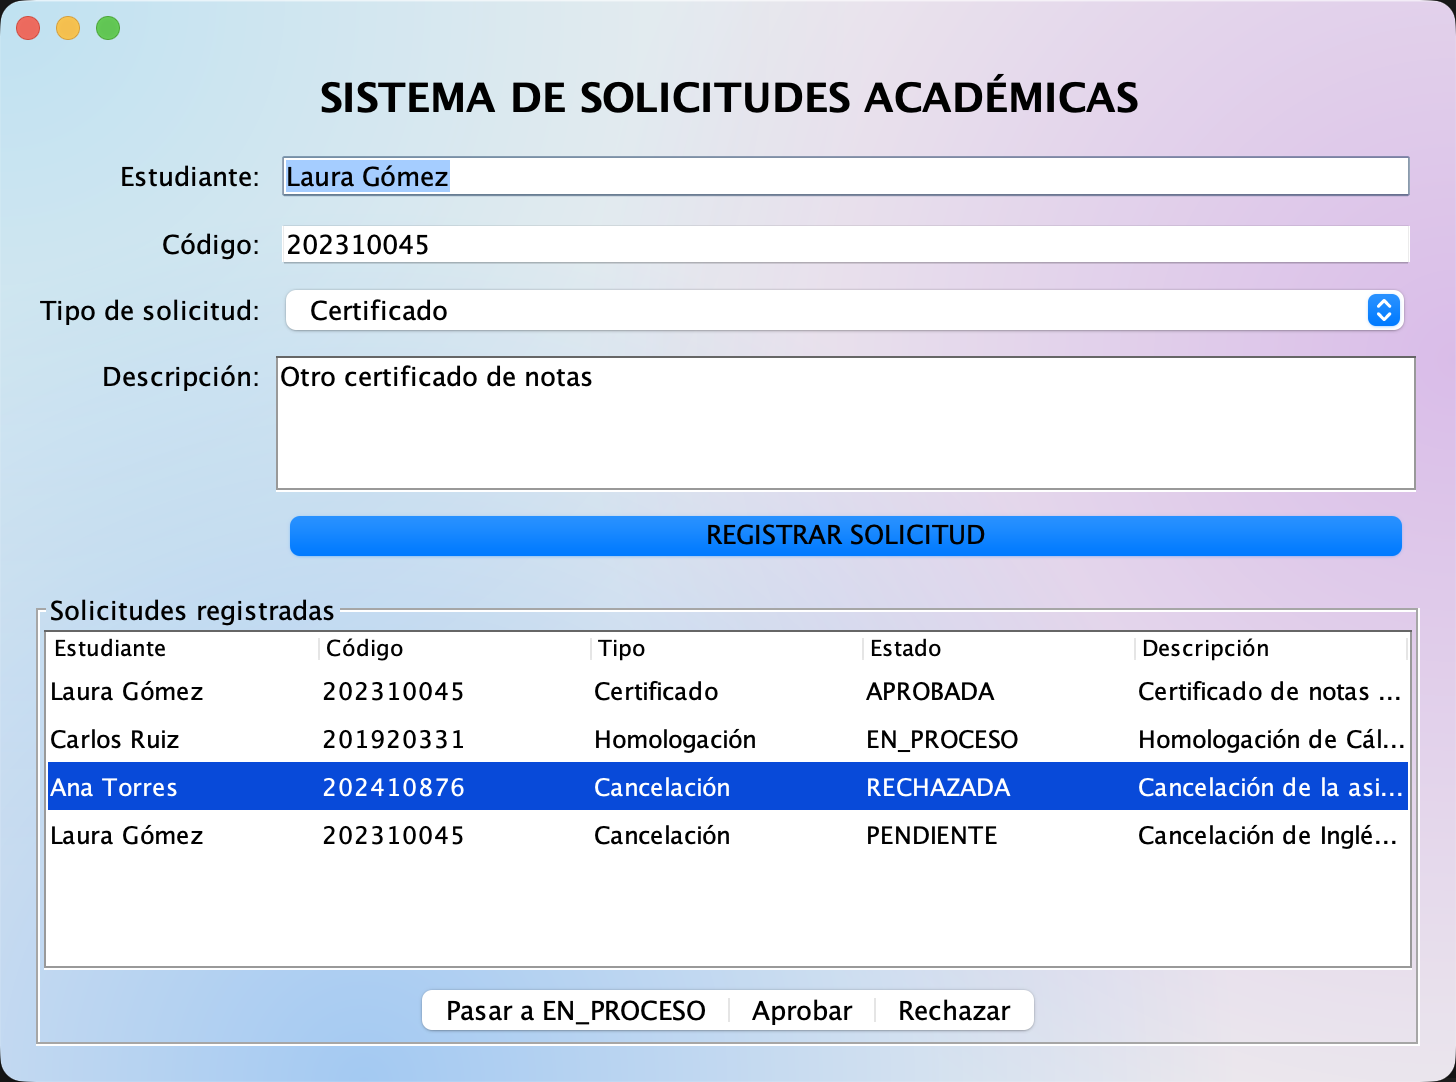 SISTEMA DE SOLICITUDES ACADÉMICAS
Estudiante: Laura Gómez
Código: 202310045
Tipo de solicitud: Certificado
Descripción: Otro certificado de notas
REGISTRAR SOLICITUD
Solicitudes registradas
Estudiante Código Tipo Estado Descripción
Laura Gómez 202310045 Certificado APROBADA Certificado de notas ...
Carlos Ruiz 201920331 Homologación EN_PROCESO Homologación de Cál...
Ana Torres 202410876 Cancelación RECHAZADA Cancelación de la asi...
Laura Gómez 202310045 Cancelación PENDIENTE Cancelación de Inglé...
Pasar a EN_PROCESO Aprobar Rechazar